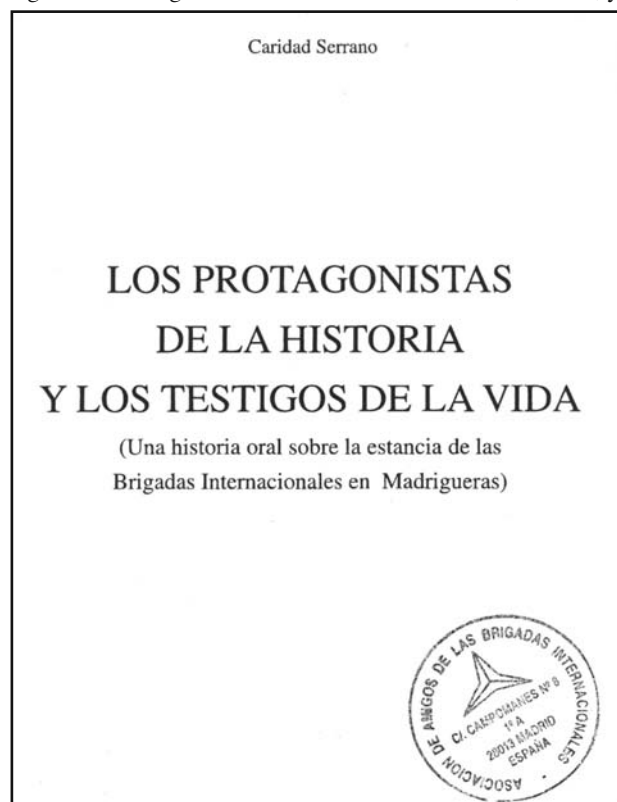 Caridad Serrano
LOS PROTAGONISTAS
DE LA HISTORIA
Y LOS TESTIGOS DE LA VIDA
(Una historia oral sobre la estancia de las
Brigadas Internacionales en Madrigueras)
ASOCIACION DE AMIGOS DE LAS BRIGADAS INTERNACIONALES
C/. CAMPOMANES Nº 8
1º A
28013 MADRID
ESPAÑA